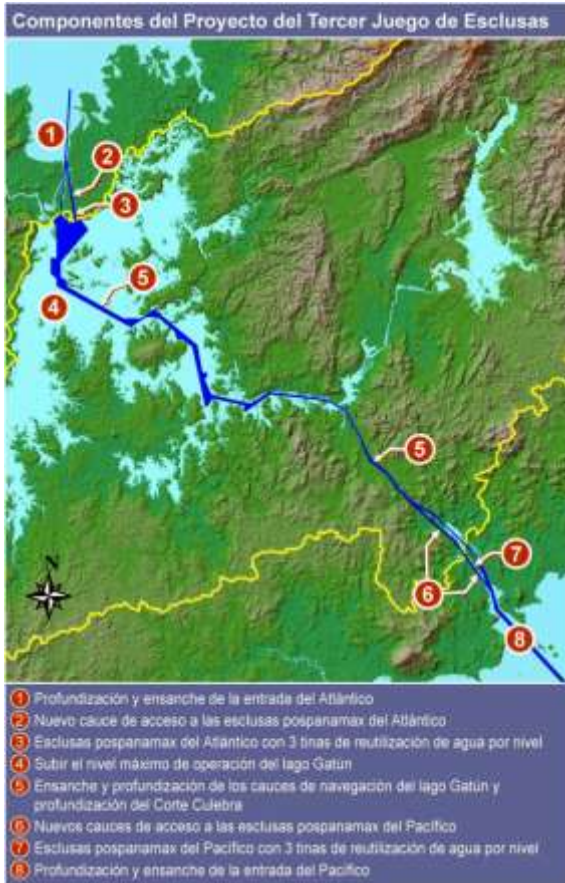 Componentes del Proyecto del Tercer Juego de Esclusas
1
2
3
5
4
N
5
7
6
8
1 Profundización y ensanche de la entrada del Atlántico
2 Nuevo cauce de acceso a las esclusas pospanamax del Atlántico
3 Esclusas pospanamax del Atlántico con 3 tinas de reutilización de agua por nivel
4 Subir el nivel máximo de operación del lago Gatún
5 Ensanche y profundización de los cauces de navegación del lago Gatún y
profundización del Corte Culebra
6 Nuevos cauces de acceso a las esclusas pospanamax del Pacífico
7 Esclusas pospanamax del Pacífico con 3 tinas de reutilización de agua por nivel
8 Profundización y ensanche de la entrada del Pacífico